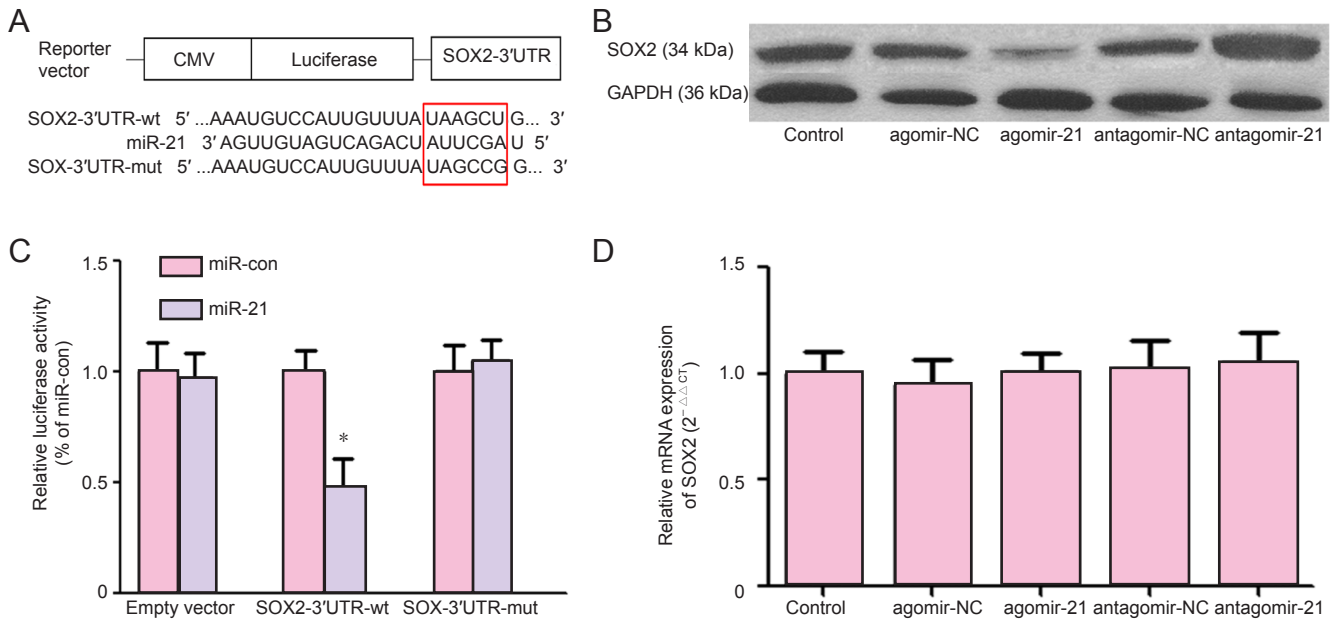 A
Reporter vector
CMV
Luciferase
SOX2-3′UTR
SOX2-3′UTR-wt 5′ ...AAAUGUCCAUUGUUUA UAAGCU G... 3′
miR-21 3′ AGUUGUAGUCAGACU AUUCGA U 5′
SOX-3′UTR-mut 5′ ...AAAUGUCCAUUGUUUA UAGCCG G... 3′
B
SOX2 (34 kDa)
GAPDH (36 kDa)
Control agomir-NC agomir-21 antagomir-NC antagomir-21
C
Relative luciferase activity
(% of miR-con)
1.5
1.0
0.5
0
miR-con
miR-21
*
Empty vector SOX2-3′UTR-wt SOX-3′UTR-mut
D
Relative mRNA expression
of SOX2 (2⁻△△CT)
1.5
1.0
0.5
0
Control agomir-NC agomir-21 antagomir-NC antagomir-21